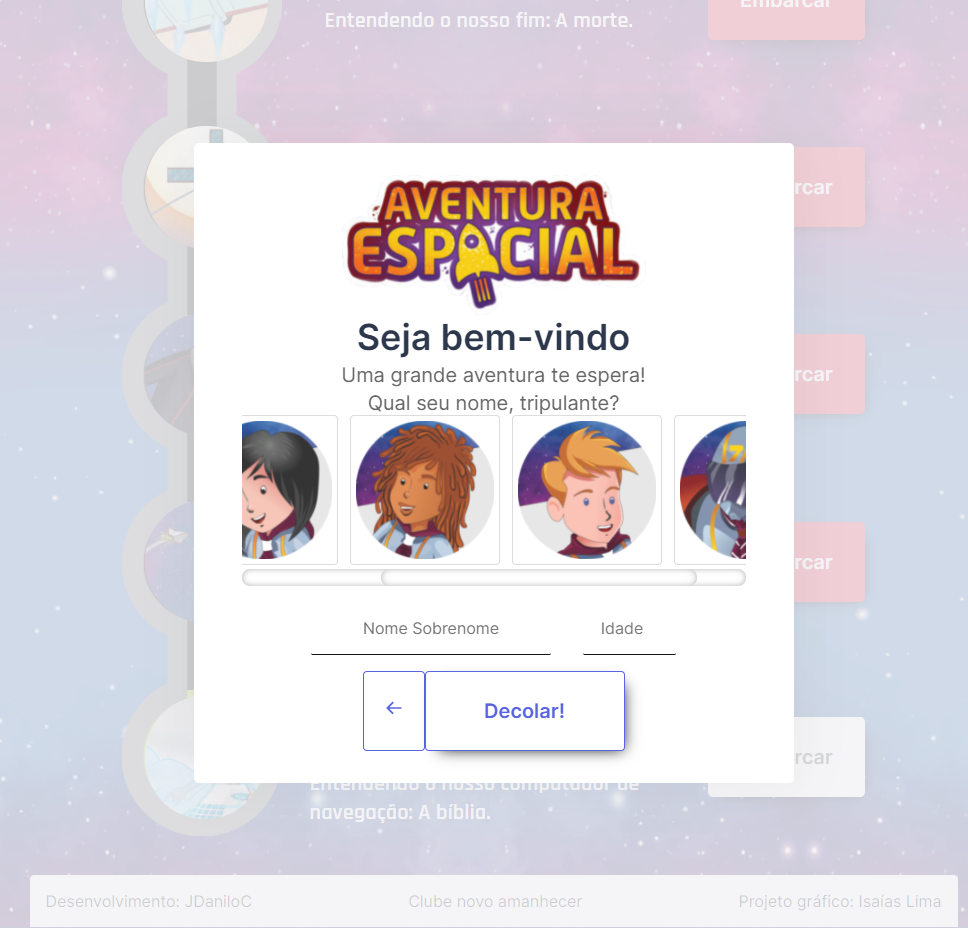 Embarcar
Entendendo o nosso fim: A morte.
rcar
AVENTURA
ESPACIAL
Seja bem-vindo
Uma grande aventura te espera!
rcar
Qual seu nome, tripulante?
7
rcar
Nome Sobrenome Idade
← Decolar!
rcar
Entendendo o nosso computador de
navegação: A bíblia.
Desenvolvimento: JDaniloC Clube novo amanhecer Projeto gráfico: Isaías Lima